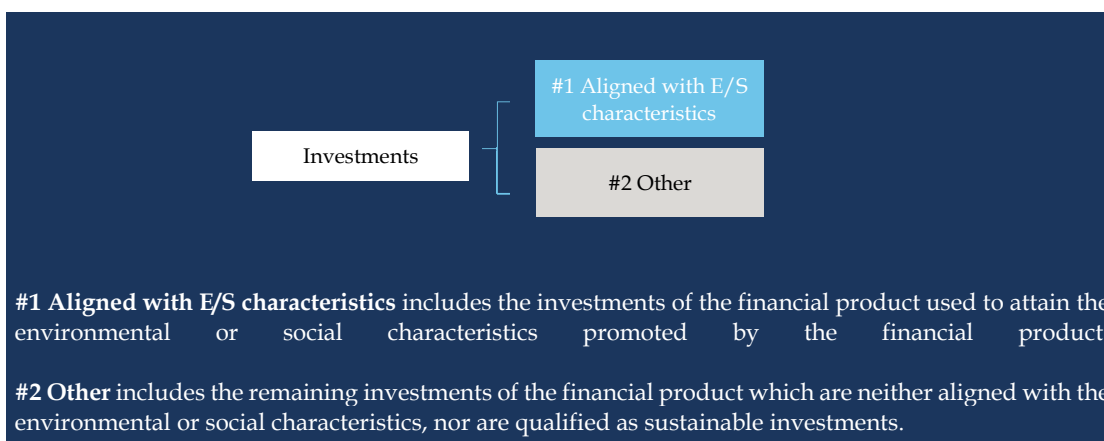 #1 Aligned with E/S
characteristics
Investments
#2 Other
#1 Aligned with E/S characteristics includes the investments of the financial product used to attain the
environmental or social characteristics promoted by the financial product
#2 Other includes the remaining investments of the financial product which are neither aligned with the
environmental or social characteristics, nor are qualified as sustainable investments.